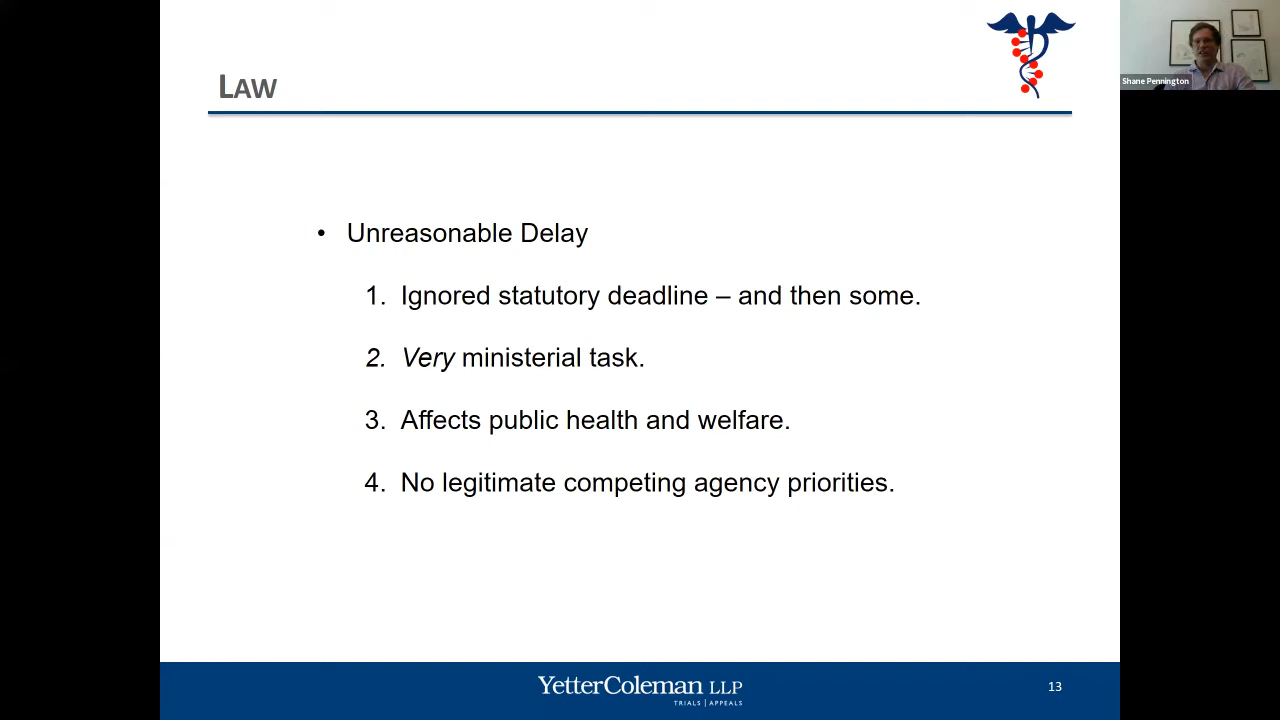 LAW
Shane Pennington
• Unreasonable Delay
1. Ignored statutory deadline – and then some.
2. Very ministerial task.
3. Affects public health and welfare.
4. No legitimate competing agency priorities.
YetterColeman LLP
TRIALS | APPEALS
13